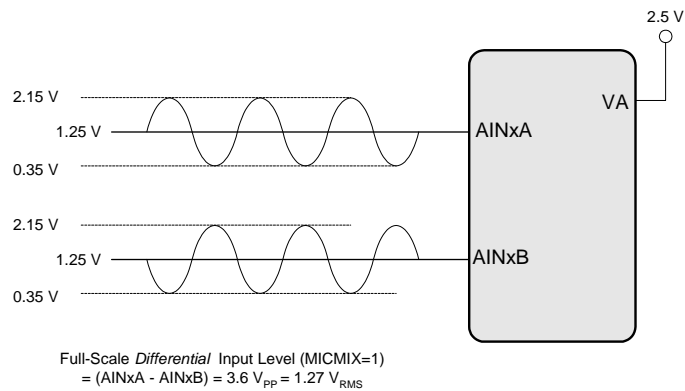 2.5 V
VA
2.15 V
1.25 V
0.35 V
AINxA
2.15 V
1.25 V
0.35 V
AINxB
Full-Scale Differential Input Level (MICMIX=1)
= (AINxA - AINxB) = 3.6 VPP = 1.27 VRMS